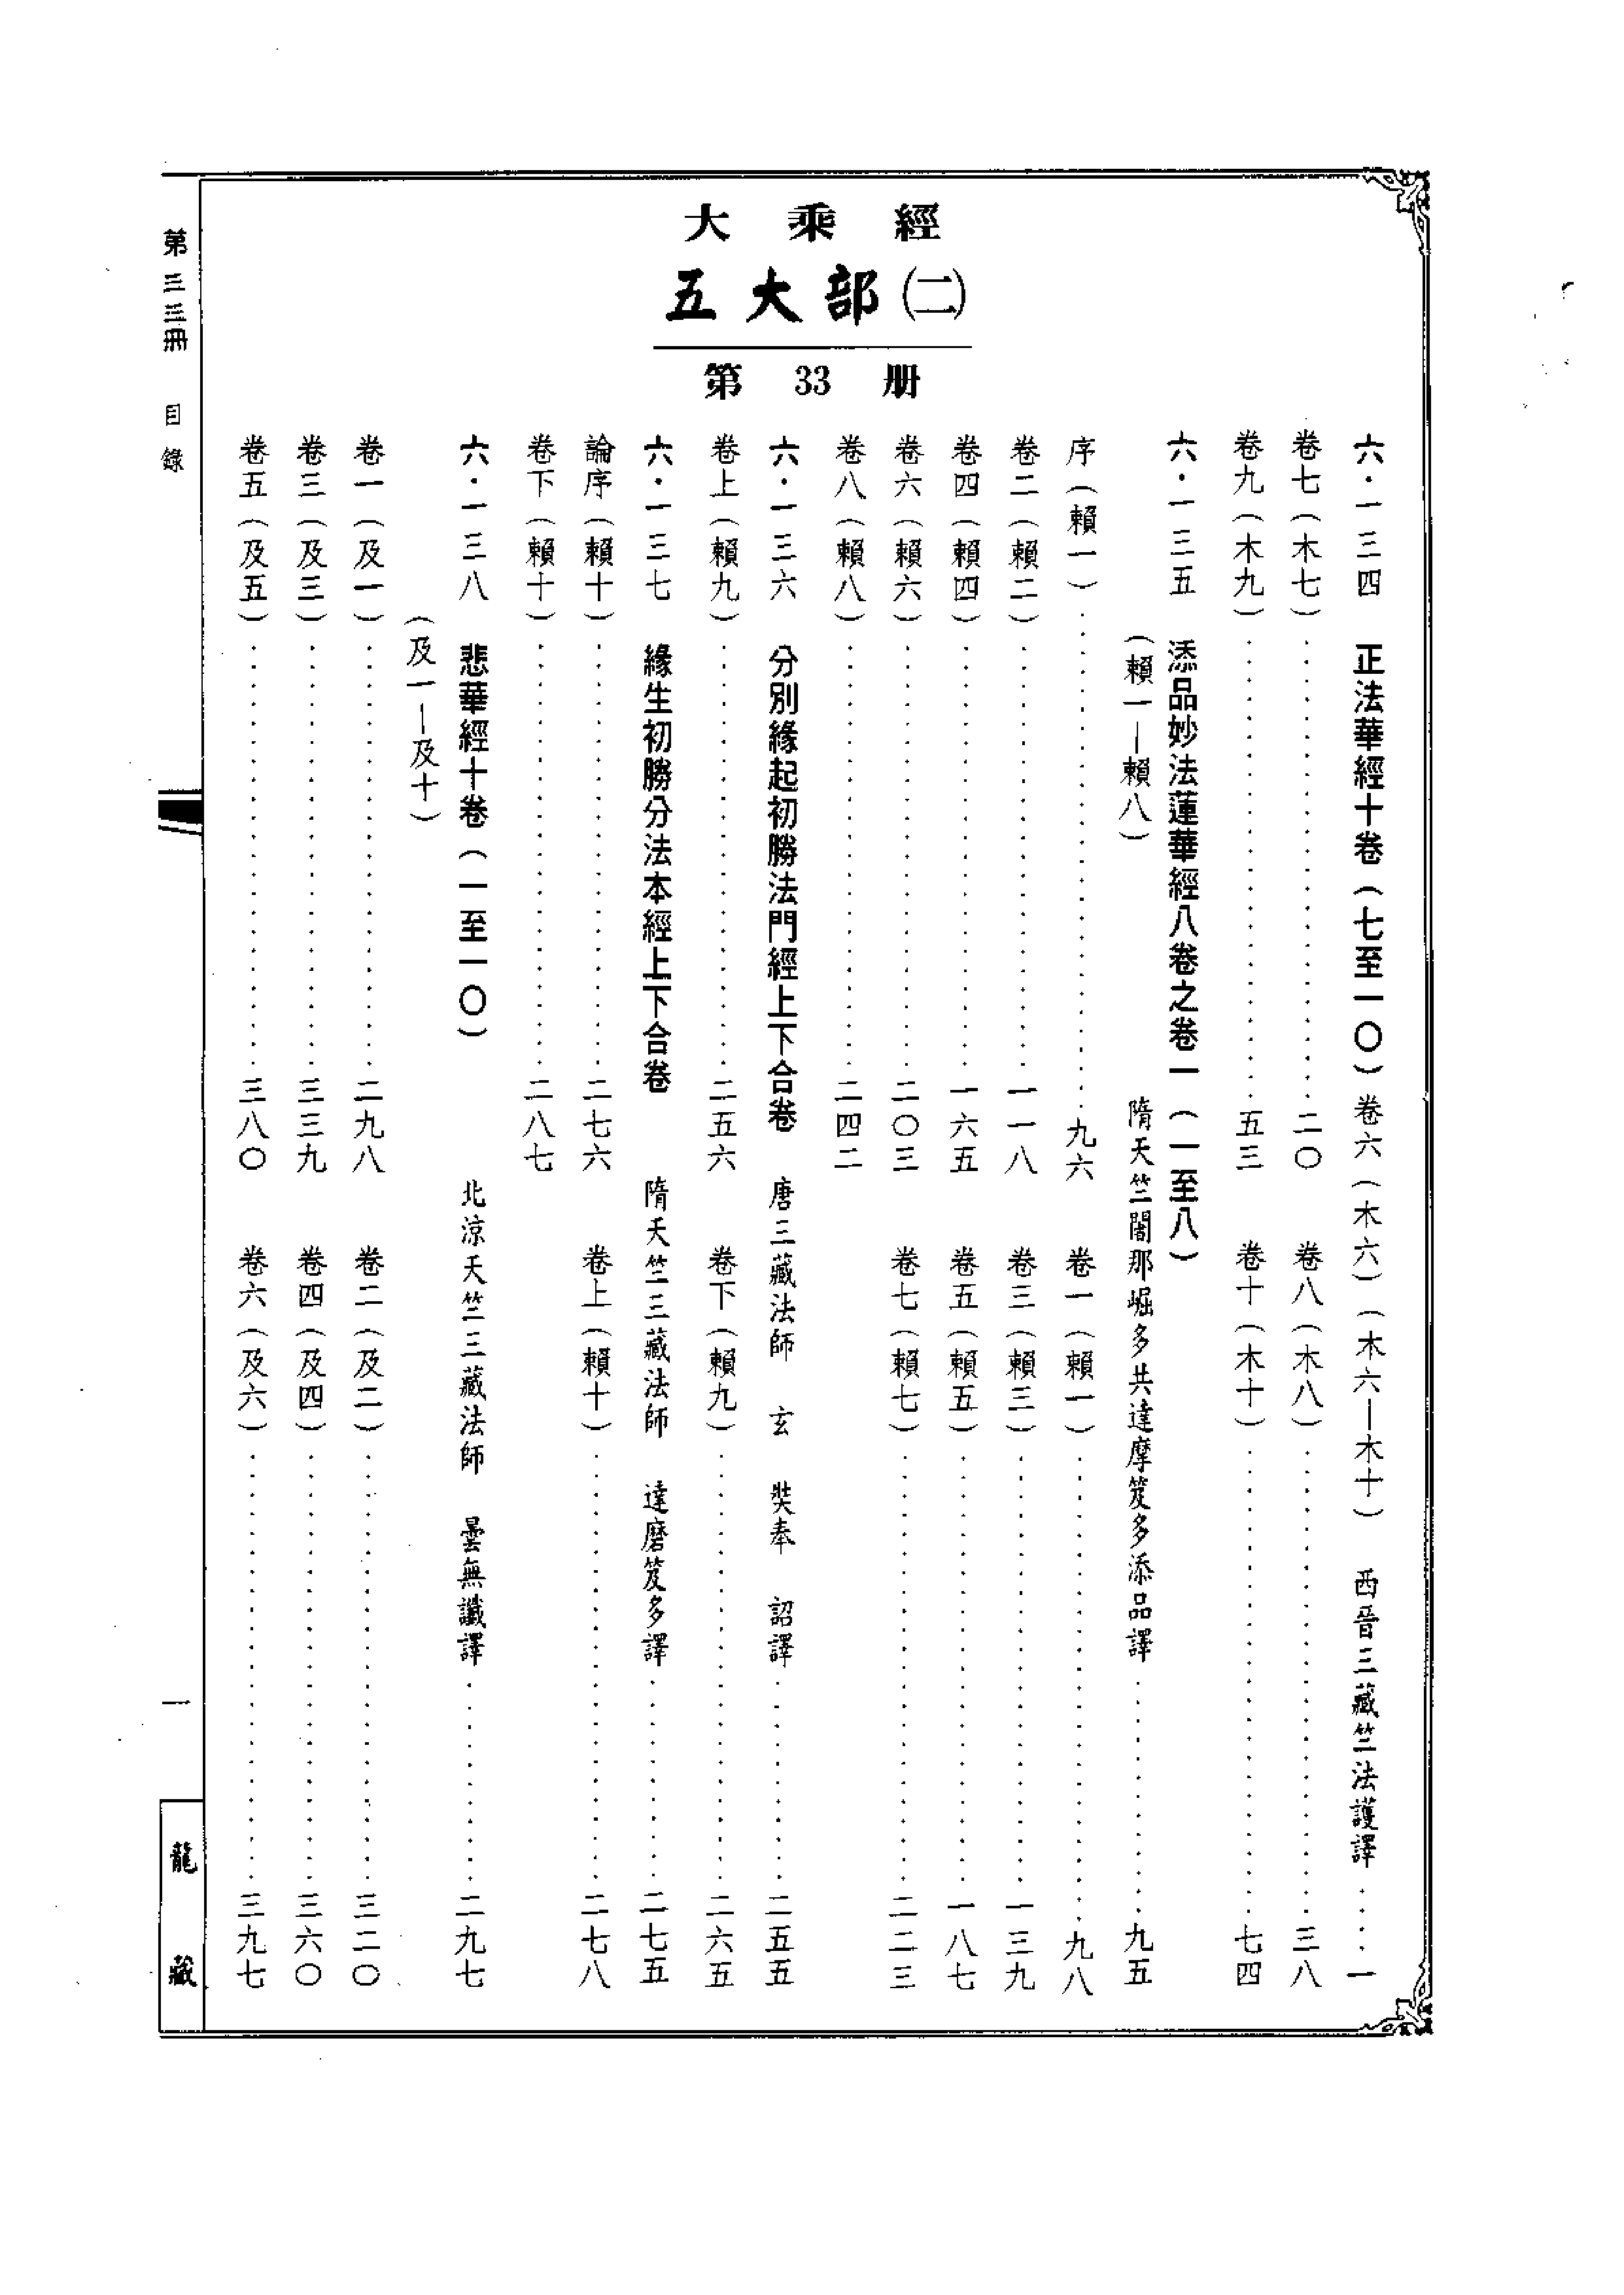 大乘經
五大部(二)
第33册
六·一三四　正法華經十卷(七至一〇)卷六(木六)(木六—木十)　西晉三藏竺法護譯....一
卷七(木七)............二〇　卷八(木八)............三八
卷九(木九)............五三　卷十(木十)............七四
六·一三五　添品妙法蓮華經八卷之卷一(一至八)
(賴一—賴八)　隋天竺闍那崛多共達摩笈多添品譯............九五
序(賴一)............九六　卷一(賴一)............九八
卷二(賴二)............一一八　卷三(賴三)............一三九
卷四(賴四)............一六五　卷五(賴五)............一八七
卷六(賴六)............二〇三　卷七(賴七)............二二三
卷八(賴八)............二四二
六·一三六　分別緣起初勝法門經上下合卷　唐三藏法師　玄　奘奉　詔譯............二五五
卷上(賴九)............二五六　卷下(賴九)............二六五
六·一三七　緣生初勝分法本經上下合卷　隋天竺三藏法師　達磨笈多譯............二七五
論序(賴十)............二七六　卷上(賴十)............二七八
卷下(賴十)............二八七
六·一三八　悲華經十卷(一至一〇)　北涼天竺三藏法師　曇無讖譯............二九七
(及一—及十)
卷一(及一)............二九八　卷二(及二)............三二〇
卷三(及三)............三三九　卷四(及四)............三六〇
卷五(及五)............三八〇　卷六(及六)............三九七
第三三冊　目錄
一
龍藏